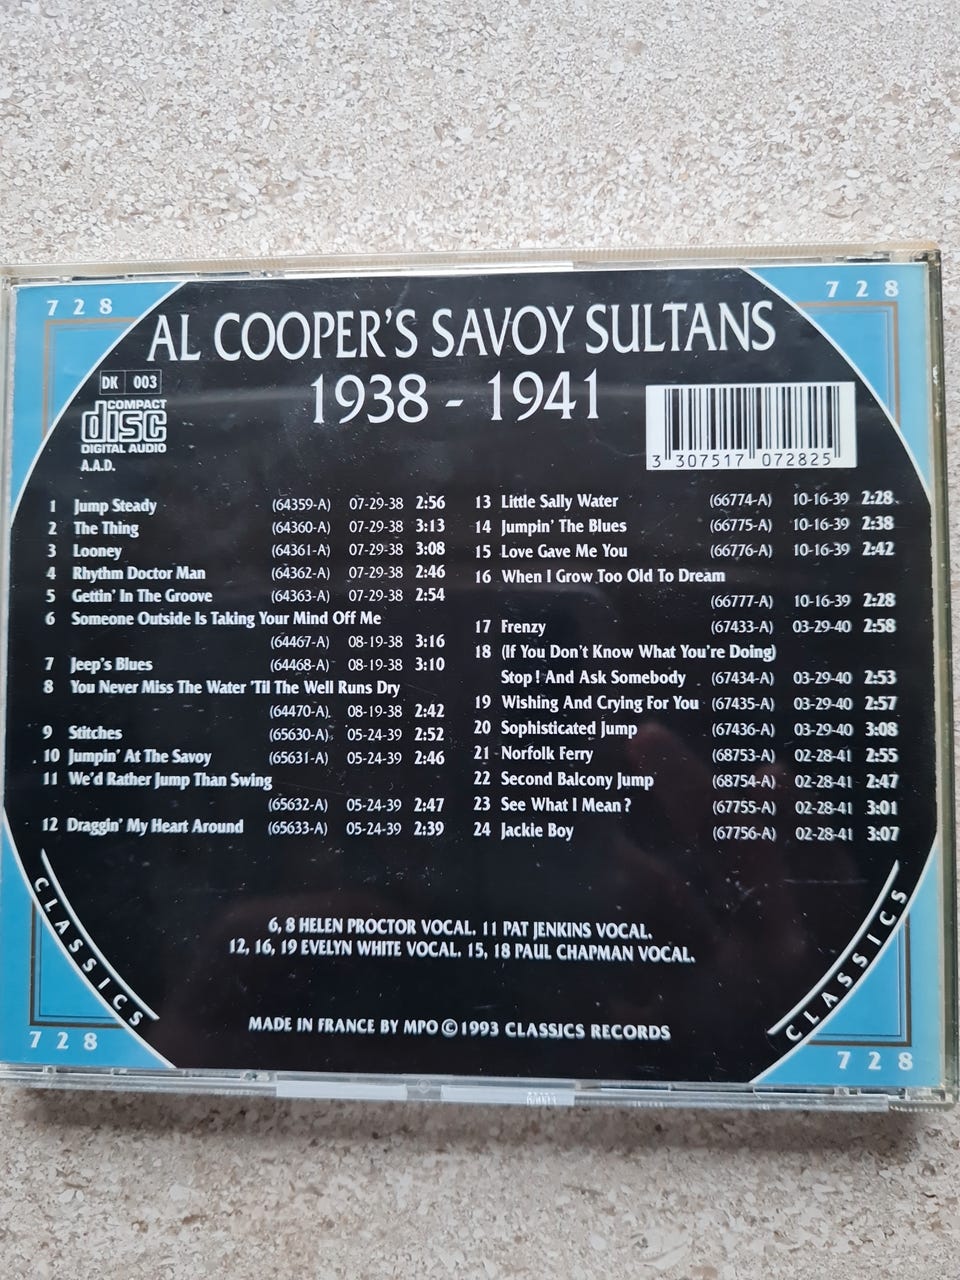 728
728
AL COOPER'S SAVOY SULTANS
1938 - 1941
DK 003
COMPACT
disc
DIGITAL AUDIO
A.A.D.
3 307517 072825
1 Jump Steady (64359-A) 07-29-38 2:56
2 The Thing (64360-A) 07-29-38 3:13
3 Looney (64361-A) 07-29-38 3:08
4 Rhythm Doctor Man (64362-A) 07-29-38 2:46
5 Gettin' In The Groove (64363-A) 07-29-38 2:54
6 Someone Outside Is Taking Your Mind Off Me
(64467-A) 08-19-38 3:16
7 Jeep's Blues (64468-A) 08-19-38 3:10
8 You Never Miss The Water 'Til The Well Runs Dry
(64470-A) 08-19-38 2:42
9 Stitches (65630-A) 05-24-39 2:52
10 Jumpin' At The Savoy (65631-A) 05-24-39 2:46
11 We'd Rather Jump Than Swing
(65632-A) 05-24-39 2:47
12 Draggin' My Heart Around (65633-A) 05-24-39 2:39
13 Little Sally Water (66774-A) 10-16-39 2:28
14 Jumpin' The Blues (66775-A) 10-16-39 2:38
15 Love Gave Me You (66776-A) 10-16-39 2:42
16 When I Grow Too Old To Dream
(66777-A) 10-16-39 2:28
17 Frenzy (67433-A) 03-29-40 2:58
18 (If You Don't Know What You're Doing)
Stop ! And Ask Somebody (67434-A) 03-29-40 2:53
19 Wishing And Crying For You (67435-A) 03-29-40 2:57
20 Sophisticated Jump (67436-A) 03-29-40 3:08
21 Norfolk Ferry (68753-A) 02-28-41 2:55
22 Second Balcony Jump (68754-A) 02-28-41 2:47
23 See What I Mean ? (67755-A) 02-28-41 3:01
24 Jackie Boy (67756-A) 02-28-41 3:07
6, 8 HELEN PROCTOR VOCAL. 11 PAT JENKINS VOCAL.
12, 16, 19 EVELYN WHITE VOCAL. 15, 18 PAUL CHAPMAN VOCAL.
CLASSICS
CLASSICS
MADE IN FRANCE BY MPO © 1993 CLASSICS RECORDS
728
728